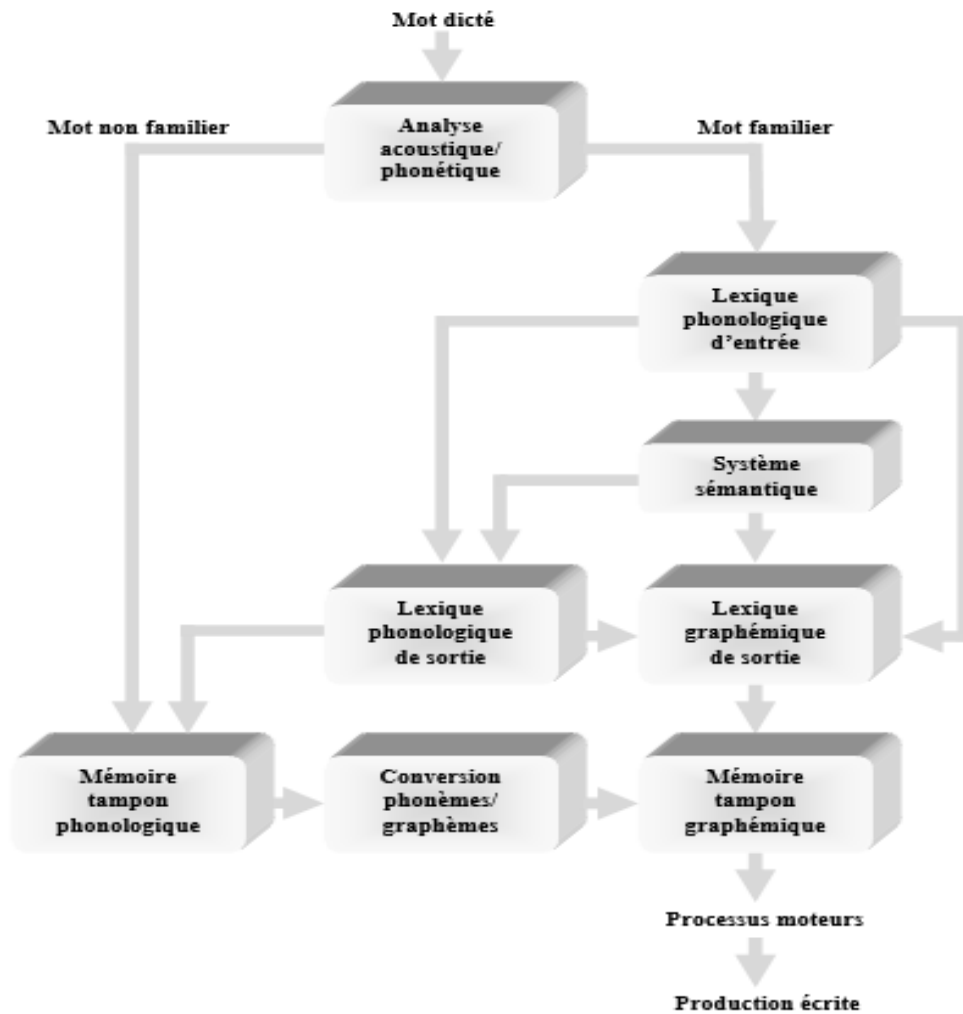 Mot dicté
Mot non familier
Analyse
acoustique/
phonétique
Mot familier
Lexique
phonologique
d’entrée
Système
sémantique
Lexique
phonologique
de sortie
Lexique
graphémique
de sortie
Mémoire
tampon
phonologique
Conversion
phonèmes/
graphèmes
Mémoire
tampon
graphémique
Processus moteurs
Production écrite